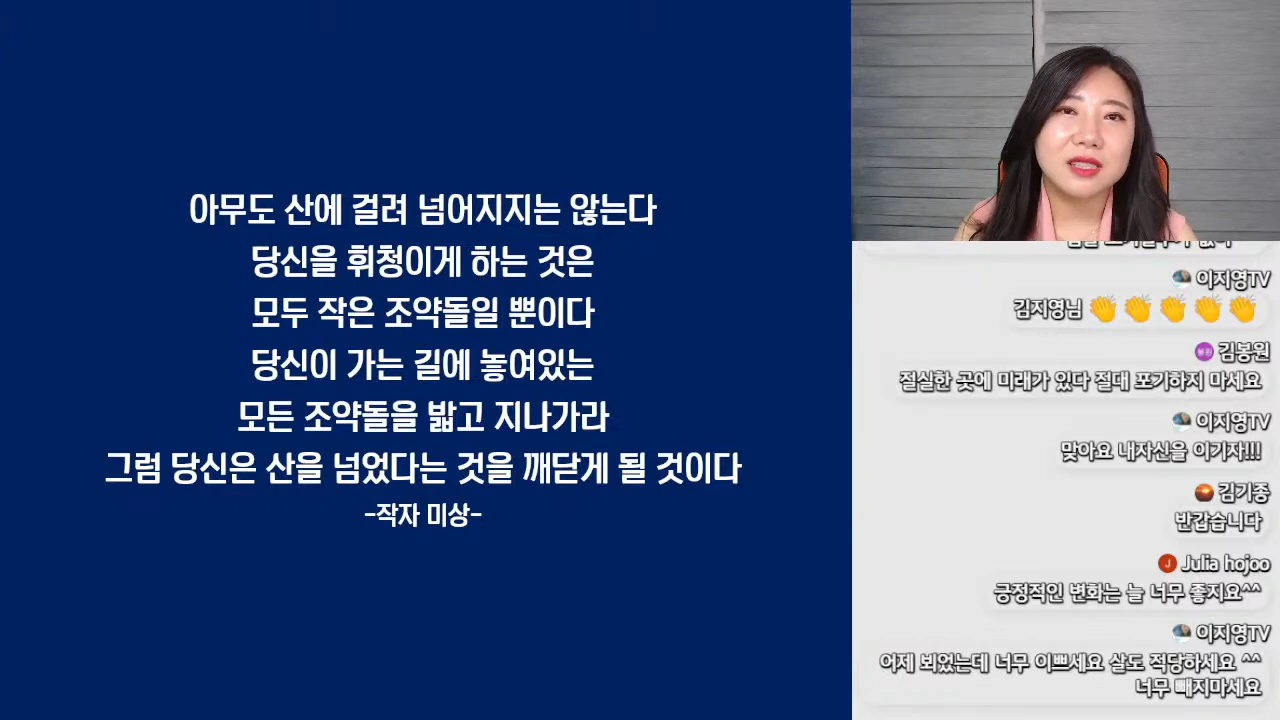 아무도 산에 걸려 넘어지지는 않는다
당신을 휘청이게 하는 것은
모두 작은 조약돌일 뿐이다
당신이 가는 길에 놓여있는
모든 조약돌을 밟고 지나가라
그럼 당신은 산을 넘었다는 것을 깨닫게 될 것이다
-작자 미상-
이지영TV
김지영님 👏 👏 👏 👏 👏
김봉원
절실한 곳에 미래가 있다 절대 포기하지 마세요
이지영TV
맞아요 내자신을 이기자!!!
김기종
반갑습니다
J Julia hojoo
긍정적인 변화는 늘 너무 좋지요^^
이지영TV
어제 뵈었는데 너무 이쁘세요 살도 적당하세요 ^^
너무 빼지마세요